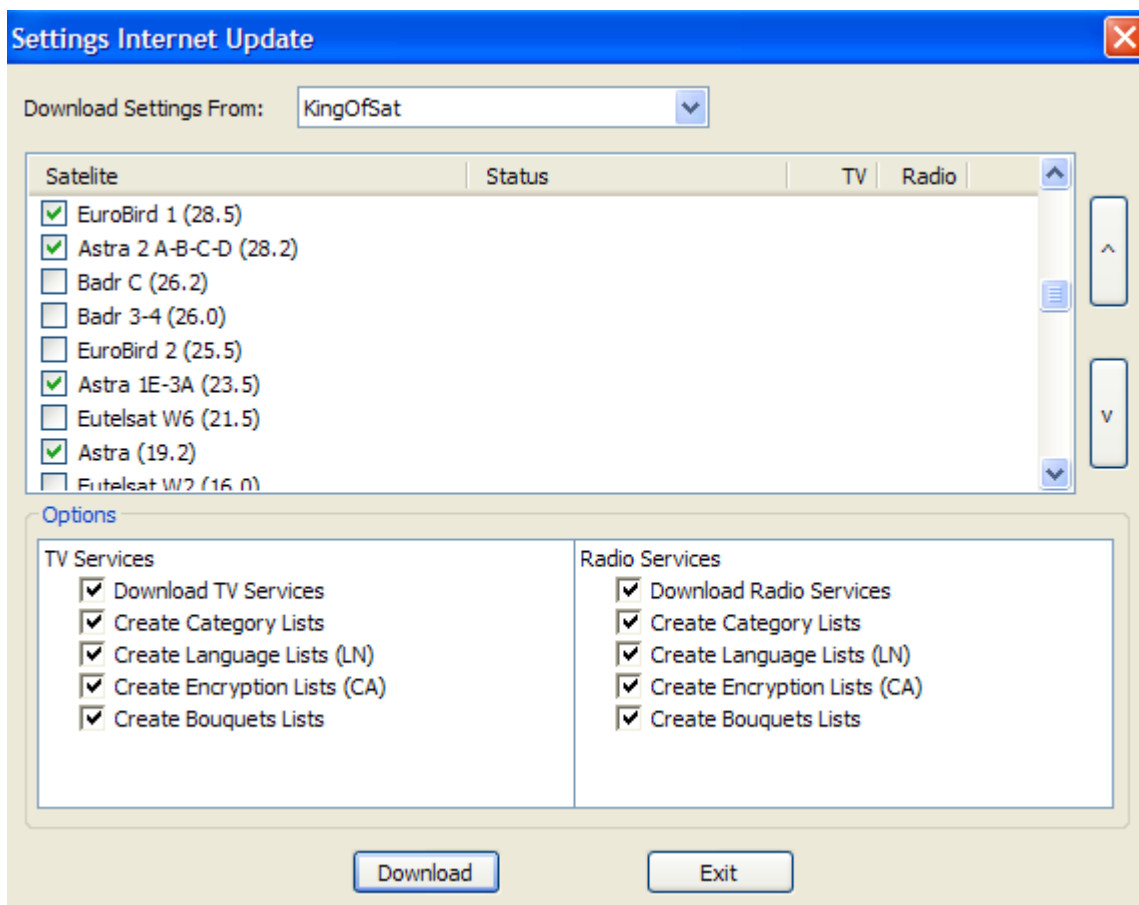 Settings Internet Update
Download Settings From: KingOfSat
Satelite Status TV Radio
EuroBird 1 (28.5)
Astra 2 A-B-C-D (28.2)
Badr C (26.2)
Badr 3-4 (26.0)
EuroBird 2 (25.5)
Astra 1E-3A (23.5)
Eutelsat W6 (21.5)
Astra (19.2)
Eutelsat W2 (16.0)
^
v
Options
TV Services
Download TV Services
Create Category Lists
Create Language Lists (LN)
Create Encryption Lists (CA)
Create Bouquets Lists
Radio Services
Download Radio Services
Create Category Lists
Create Language Lists (LN)
Create Encryption Lists (CA)
Create Bouquets Lists
Download Exit